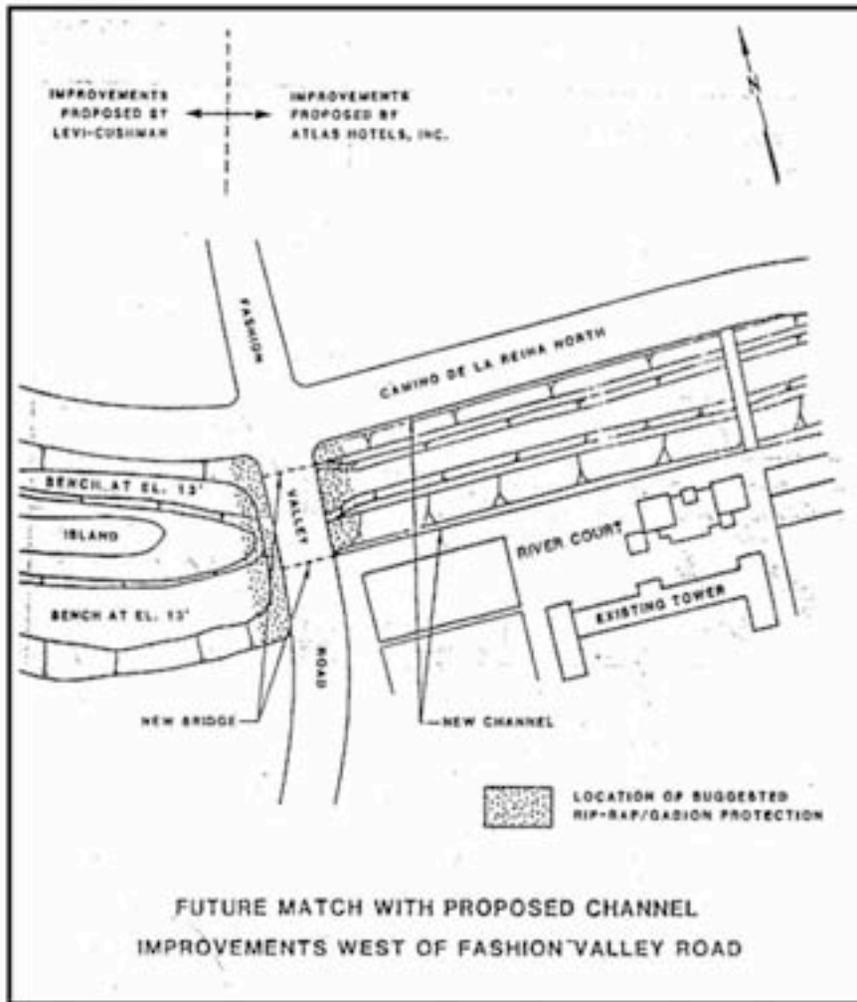 IMPROVEMENTS
PROPOSED BY
LEVI-CUSHMAN
IMPROVEMENTS
PROPOSED BY
ATLAS HOTELS, INC.
N
FASHION
VALLEY
ROAD
CAMINO DE LA REINA NORTH
BENCH AT EL. 13'
ISLAND
BENCH AT EL. 13'
RIVER COURT
EXISTING TOWER
NEW BRIDGE
NEW CHANNEL
LOCATION OF SUGGESTED
RIP-RAP/GABION PROTECTION
FUTURE MATCH WITH PROPOSED CHANNEL
IMPROVEMENTS WEST OF FASHION VALLEY ROAD